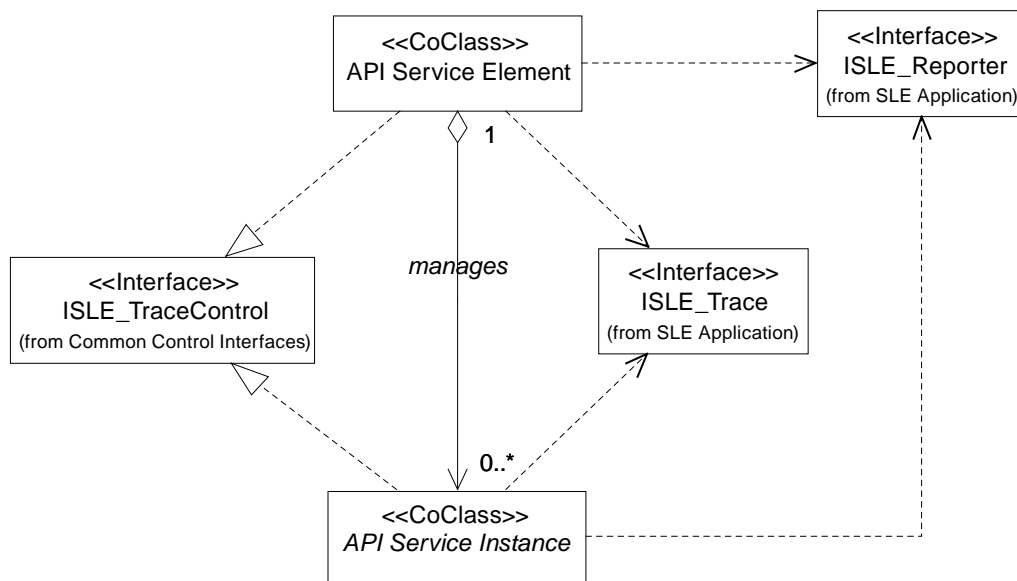 <<CoClass>>
API Service Element
<<Interface>>
ISLE_Reporter
(from SLE Application)
1
manages
<<Interface>>
ISLE_TraceControl
(from Common Control Interfaces)
<<Interface>>
ISLE_Trace
(from SLE Application)
0..*
<<CoClass>>
API Service Instance